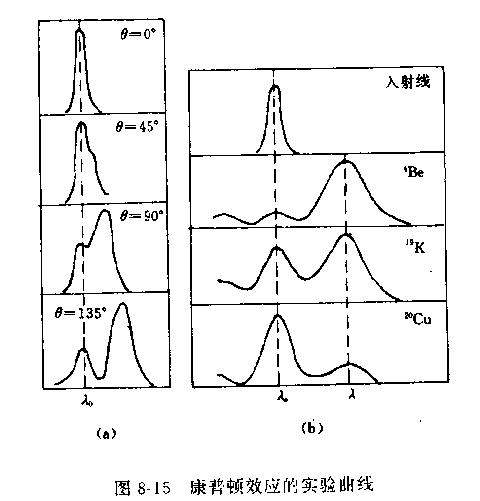 θ=0°
θ=45°
θ=90°
θ=135°
λ₀
(a)
入射线
⁴Be
¹⁹K
²⁰Cu
λ₀ λ
(b)
图 8-15 康普顿效应的实验曲线